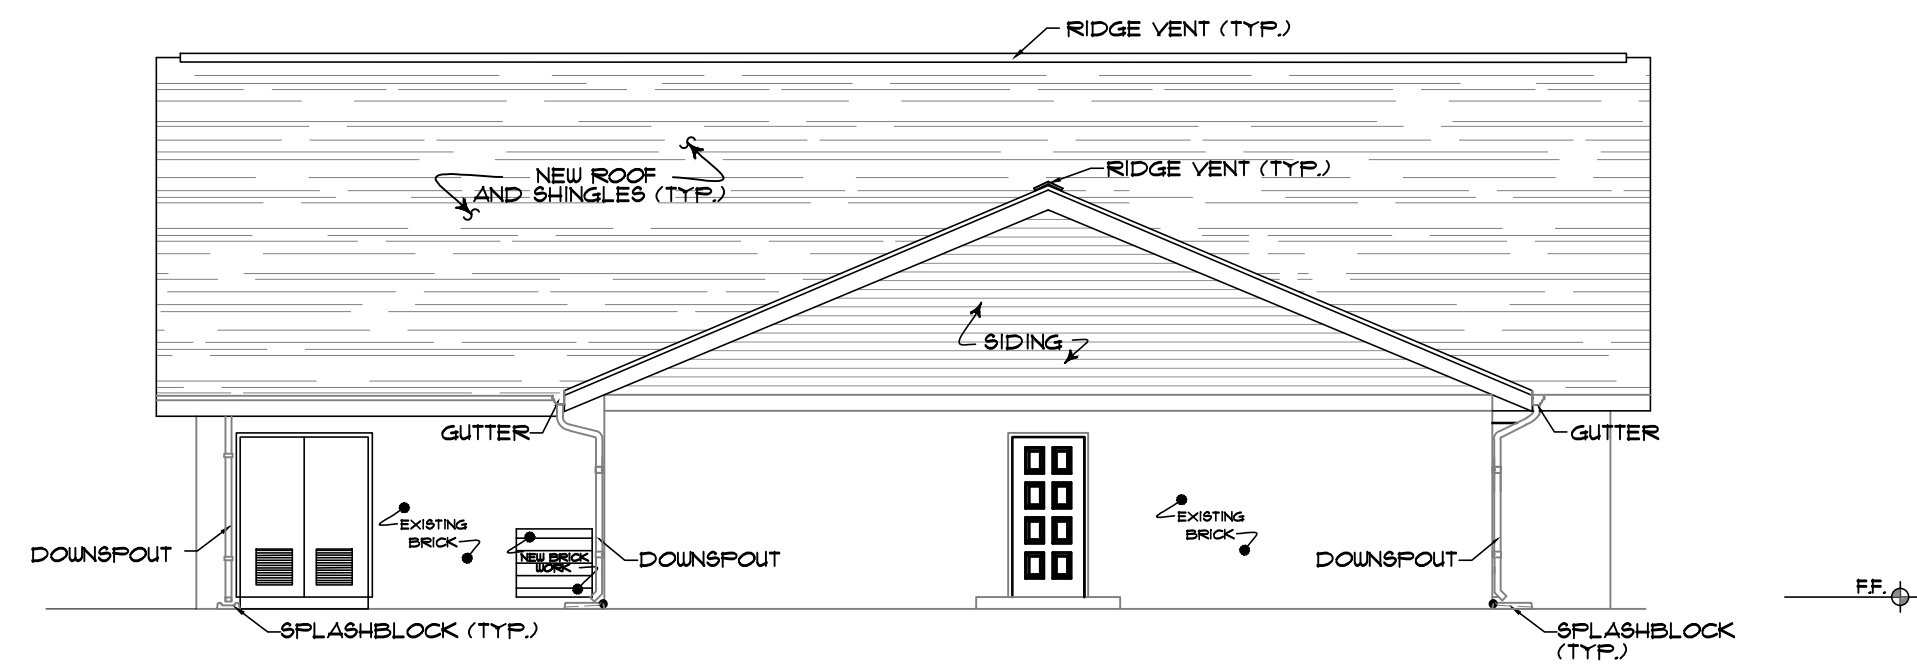 RIDGE VENT (TYP.)
RIDGE VENT (TYP.)
NEW ROOF
AND SHINGLES (TYP.)
SIDING
GUTTER
GUTTER
EXISTING
BRICK
EXISTING
BRICK
DOWNSPOUT
NEW BRICK
WORK
DOWNSPOUT
DOWNSPOUT
F.F.
SPLASHBLOCK (TYP.)
SPLASHBLOCK
(TYP.)